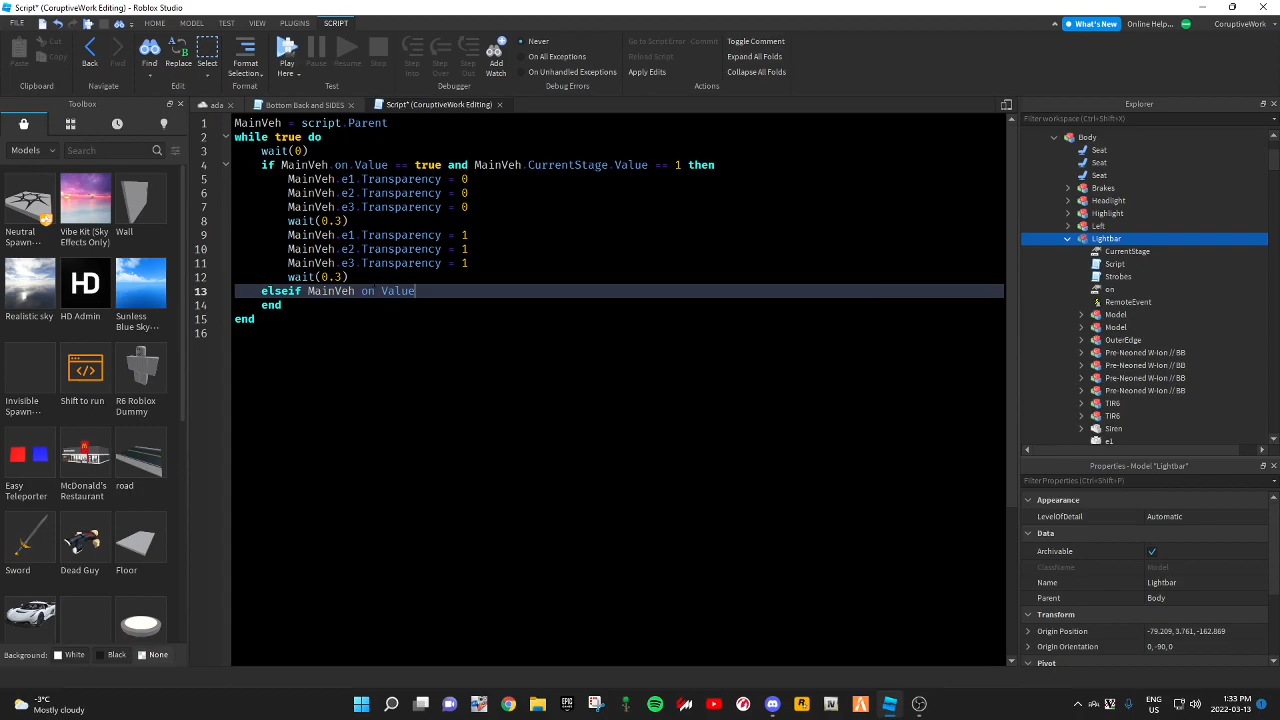 Script* (CoruptiveWork Editing) - Roblox Studio
FILE HOME MODEL TEST VIEW PLUGINS SCRIPT What's New Online Help... CoruptiveWork
Paste Cut Copy Back Find Replace Select Format Selection Play Here Pause Resume Stop Step Into Step Over Step Out Add Watch
Never
On All Exceptions
On Unhandled Exceptions
Go to Script Error Commit
Reload Script
Apply Edits
Toggle Comment
Expand All Folds
Collapse All Folds
Clipboard Navigate Edit Format Test Debugger Debug Errors Actions
Toolbox
ada Bottom Back and SIDES Script* (CoruptiveWork Editing)
Models Search
Neutral Spawn-... Vibe Kit (Sky Effects Only) Wall
Realistic sky HD Admin Sunless Blue Sky-...
Invisible Spawn-... Shift to run R6 Roblox Dummy
Easy Teleporter McDonald's Restaurant road
Sword Dead Guy Floor
Background: White Black None
1 MainVeh = script.Parent
2 while true do
3 wait(0)
4 if MainVeh.on.Value == true and MainVeh.CurrentStage.Value == 1 then
5 MainVeh.e1.Transparency = 0
6 MainVeh.e2.Transparency = 0
7 MainVeh.e3.Transparency = 0
8 wait(0.3)
9 MainVeh.e1.Transparency = 1
10 MainVeh.e2.Transparency = 1
11 MainVeh.e3.Transparency = 1
12 wait(0.3)
13 elseif MainVeh on Value
14 end
15 end
16
Explorer
Filter workspace (Ctrl+Shift+X)
Body
Seat
Seat
Seat
Brakes
Headlight
Highlight
Left
Lightbar
CurrentStage
Script
Strobes
on
RemoteEvent
Model
Model
OuterEdge
Pre-Neoned W-Ion // BB
Pre-Neoned W-Ion // BB
Pre-Neoned W-Ion // BB
Pre-Neoned W-Ion // BB
TIR6
TIR6
Siren
e1
Properties - Model "Lightbar"
Filter Properties (Ctrl+Shift+P)
Appearance
LevelOfDetail Automatic
Data
Archivable
ClassName Model
Name Lightbar
Parent Body
Transform
Origin Position -79.209, 3.761, -162.869
Origin Orientation 0, -90, 0
Pivot
-3°C
Mostly cloudy
ENG
1:33 PM
2022-03-13